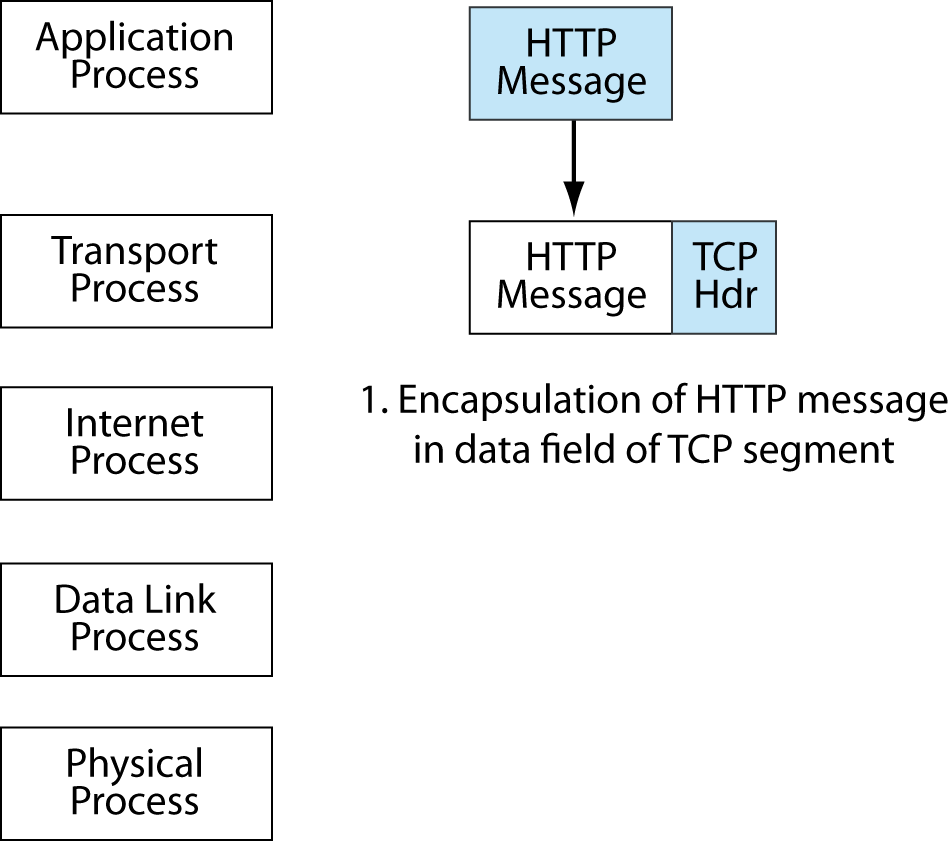 Application
Process
HTTP
Message
Transport
Process
HTTP
Message
TCP
Hdr
Internet
Process
1. Encapsulation of HTTP message
in data field of TCP segment
Data Link
Process
Physical
Process